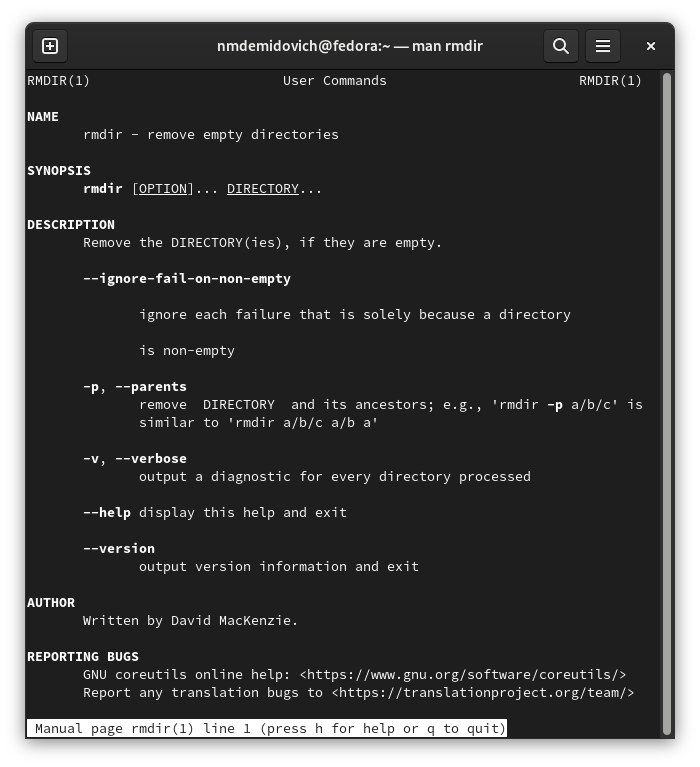 nmdemidovich@fedora:~ — man rmdir
RMDIR(1) User Commands RMDIR(1)
NAME
rmdir - remove empty directories
SYNOPSIS
rmdir [OPTION]... DIRECTORY...
DESCRIPTION
Remove the DIRECTORY(ies), if they are empty.
--ignore-fail-on-non-empty
ignore each failure that is solely because a directory
is non-empty
-p, --parents
remove  DIRECTORY  and its ancestors; e.g., 'rmdir -p a/b/c' is
similar to 'rmdir a/b/c a/b a'
-v, --verbose
output a diagnostic for every directory processed
--help display this help and exit
--version
output version information and exit
AUTHOR
Written by David MacKenzie.
REPORTING BUGS
GNU coreutils online help: <https://www.gnu.org/software/coreutils/>
Report any translation bugs to <https://translationproject.org/team/>
Manual page rmdir(1) line 1 (press h for help or q to quit)